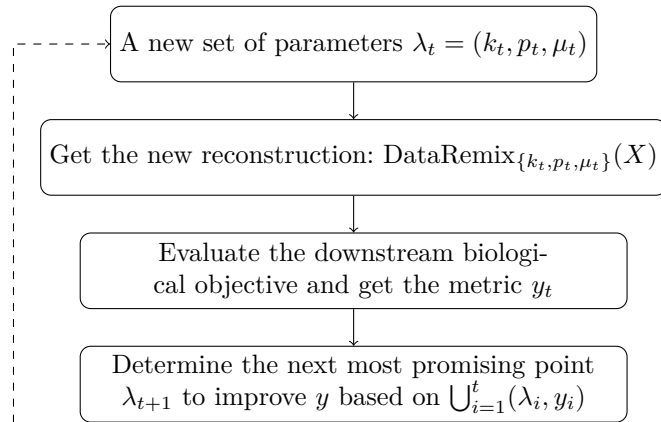 A new set of parameters λ_t = (k_t, p_t, μ_t)
Get the new reconstruction: DataRemix_{k_t,p_t,μ_t}(X)
Evaluate the downstream biologi-
cal objective and get the metric y_t
Determine the next most promising point
λ_{t+1} to improve y based on ⋃_{i=1}^t(λ_i, y_i)